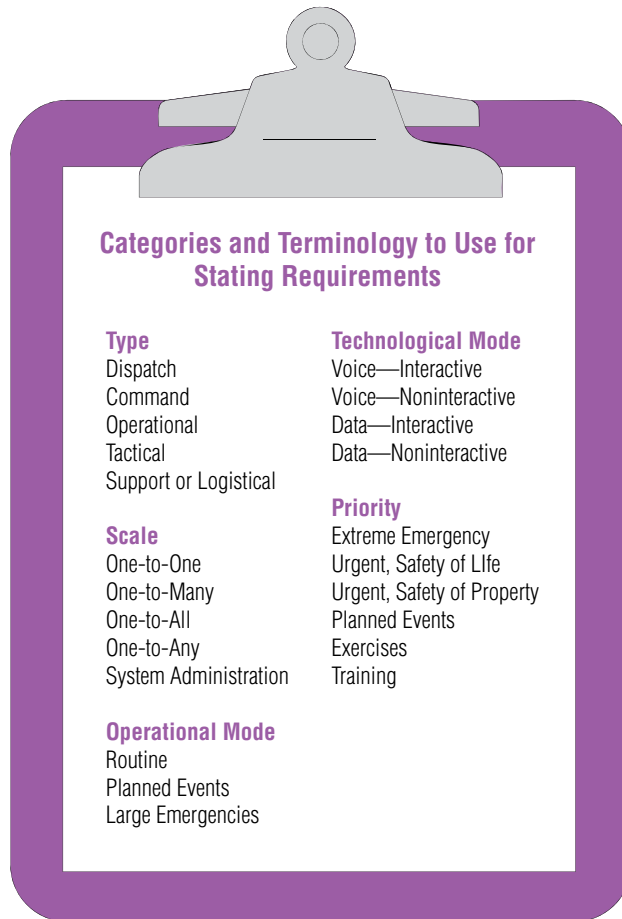 Categories and Terminology to Use for
Stating Requirements
Type
Dispatch
Command
Operational
Tactical
Support or Logistical
Scale
One-to-One
One-to-Many
One-to-All
One-to-Any
System Administration
Operational Mode
Routine
Planned Events
Large Emergencies
Technological Mode
Voice—Interactive
Voice—Noninteractive
Data—Interactive
Data—Noninteractive
Priority
Extreme Emergency
Urgent, Safety of LIfe
Urgent, Safety of Property
Planned Events
Exercises
Training